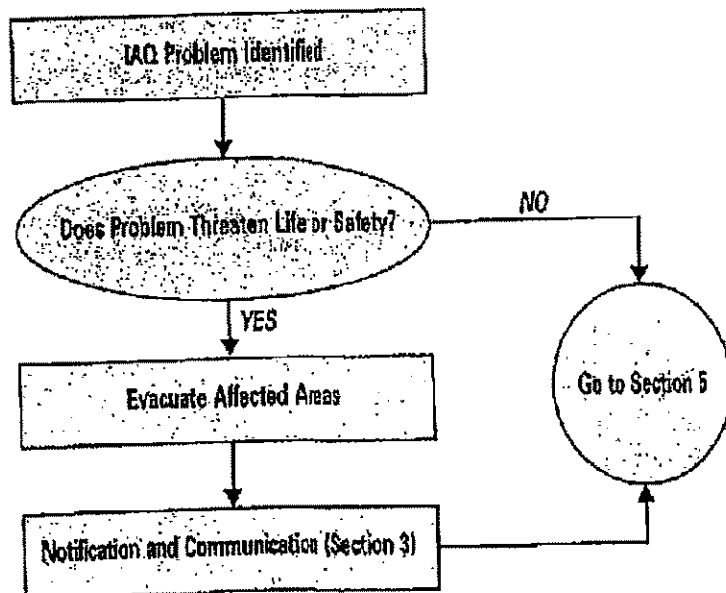 IAQ Problem Identified
Does Problem Threaten Life or Safety?
NO
YES
Evacuate Affected Areas
Go to Section 5
Notification and Communication (Section 3)